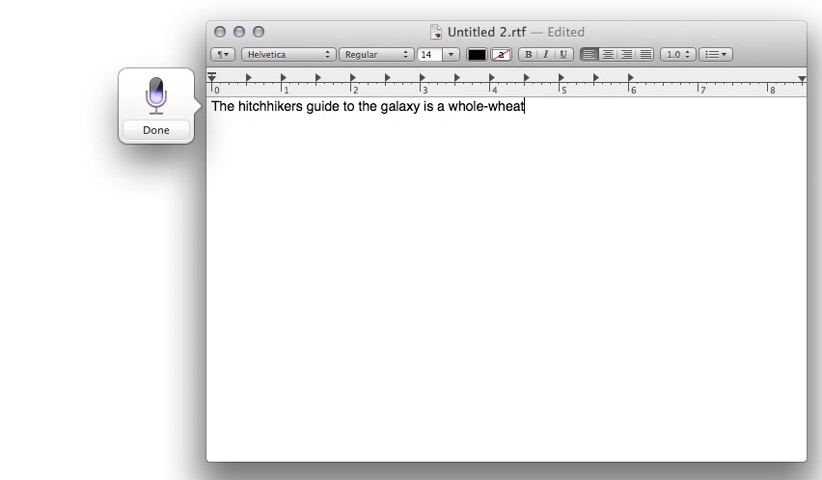 Untitled 2.rtf — Edited
¶ Helvetica Regular 14 a B I U 1.0
0 1 2 3 4 5 6 7 8
Done
The hitchhikers guide to the galaxy is a whole-wheat